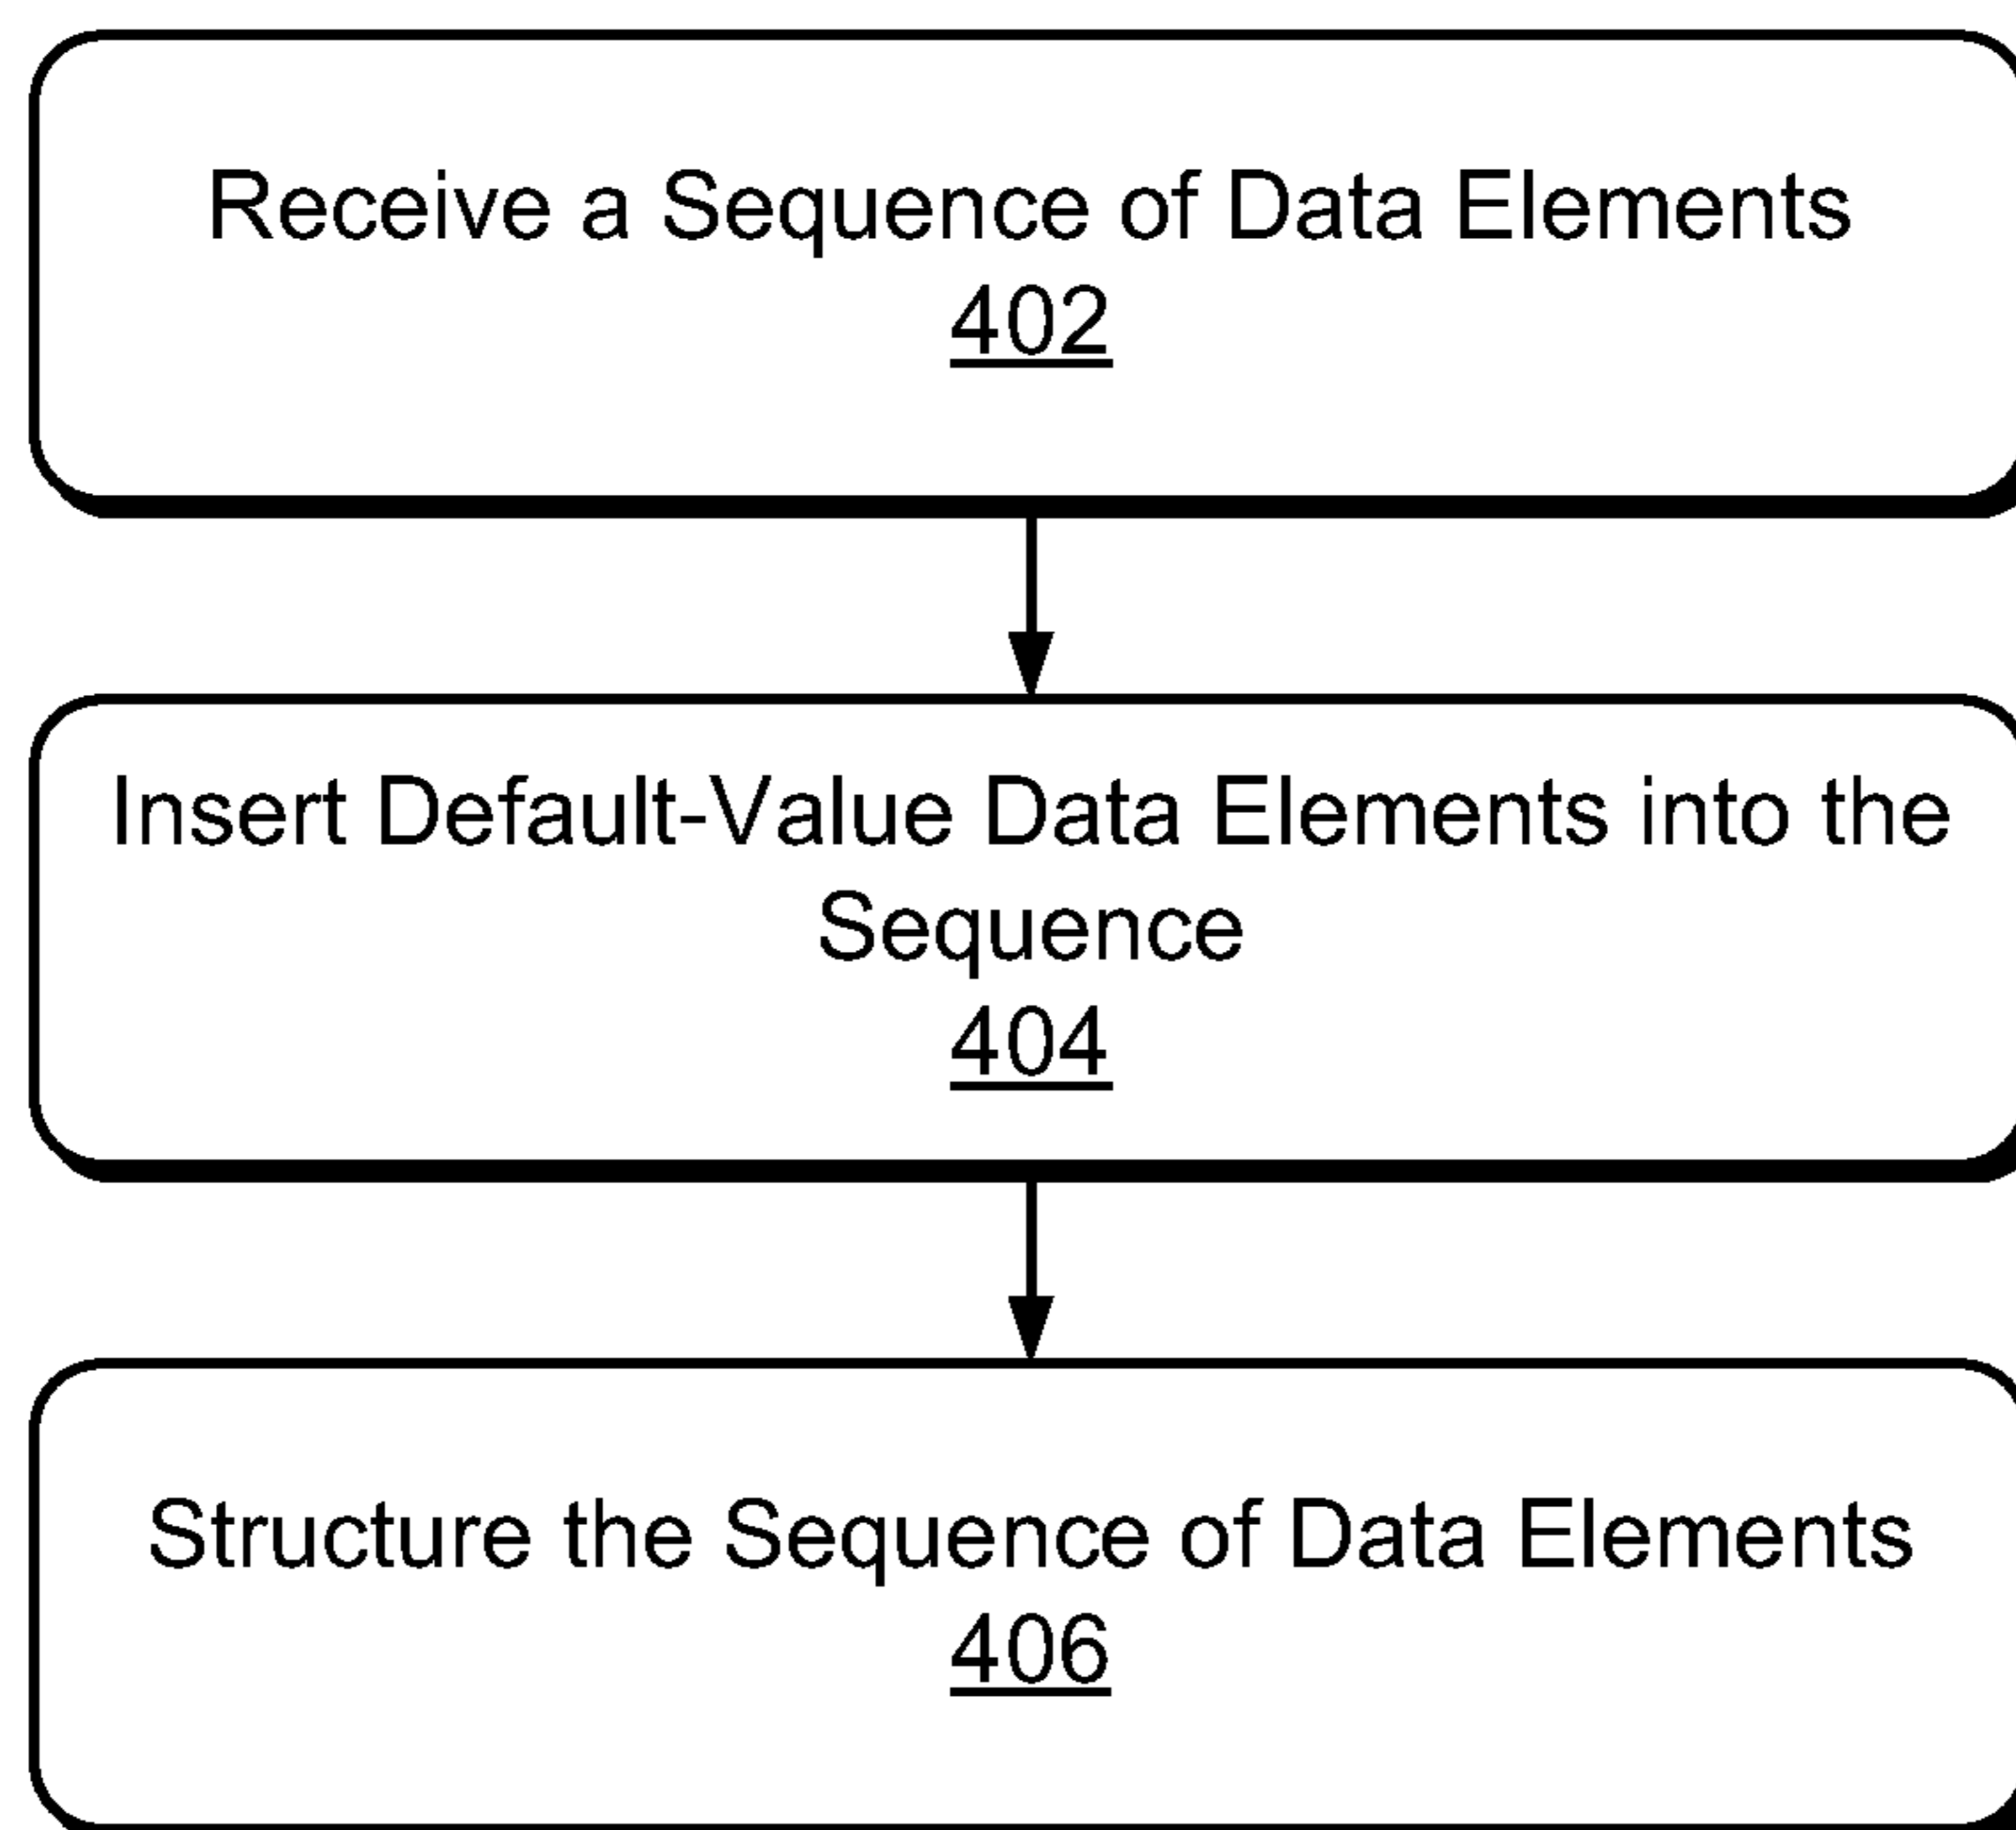 Receive a Sequence of Data Elements
402
Insert Default-Value Data Elements into the
Sequence
404
Structure the Sequence of Data Elements
406